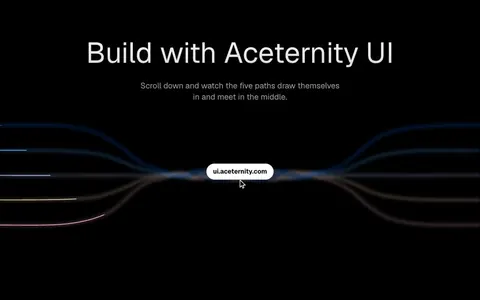 Build with Aceternity UI
Scroll down and watch the five paths draw themselves
in and meet in the middle.
ui.aceternity.com